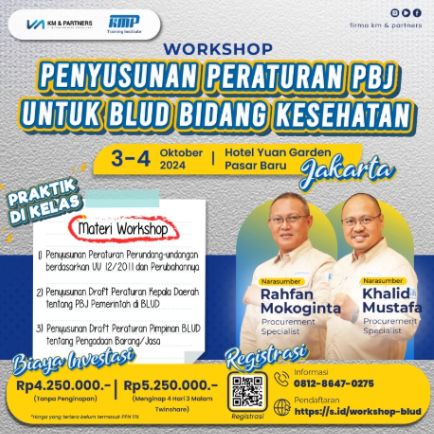 KM & PARTNERS
KMP
Training Institute
firma km & partners
WORKSHOP
PENYUSUNAN PERATURAN PBJ
UNTUK BLUD BIDANG KESEHATAN
3-4 Oktober 2024
Hotel Yuan Garden
Pasar Baru
Jakarta
PRAKTIK
DI KELAS
Materi Workshop
1) Penyusunan Peraturan Perundang-undangan
berdasarkan UU 12/2011 dan Perubahannya
2) Penyusunan Draft Peraturan Kepala Daerah
tentang PBJ Pemerintah di BLUD
3) Penyusunan Draft Peraturan Pimpinan BLUD
tentang Pengadaan Barang/Jasa
Narasumber
Rahfan
Mokoginta
Procurement
Specialist
Narasumber
Khalid
Mustafa
Procurement
Specialist
Biaya Investasi
Rp4.250.000.-
(Tanpa Penginapan)
Rp5.250.000.-
(Menginap 4 Hari 3 Malam
Twinshare)
*Harga yang tertera belum termasuk PPN 11%
Registrasi
Registrasi
Informasi
0812-8647-0275
Pendaftaran
https://s.id/workshop-blud